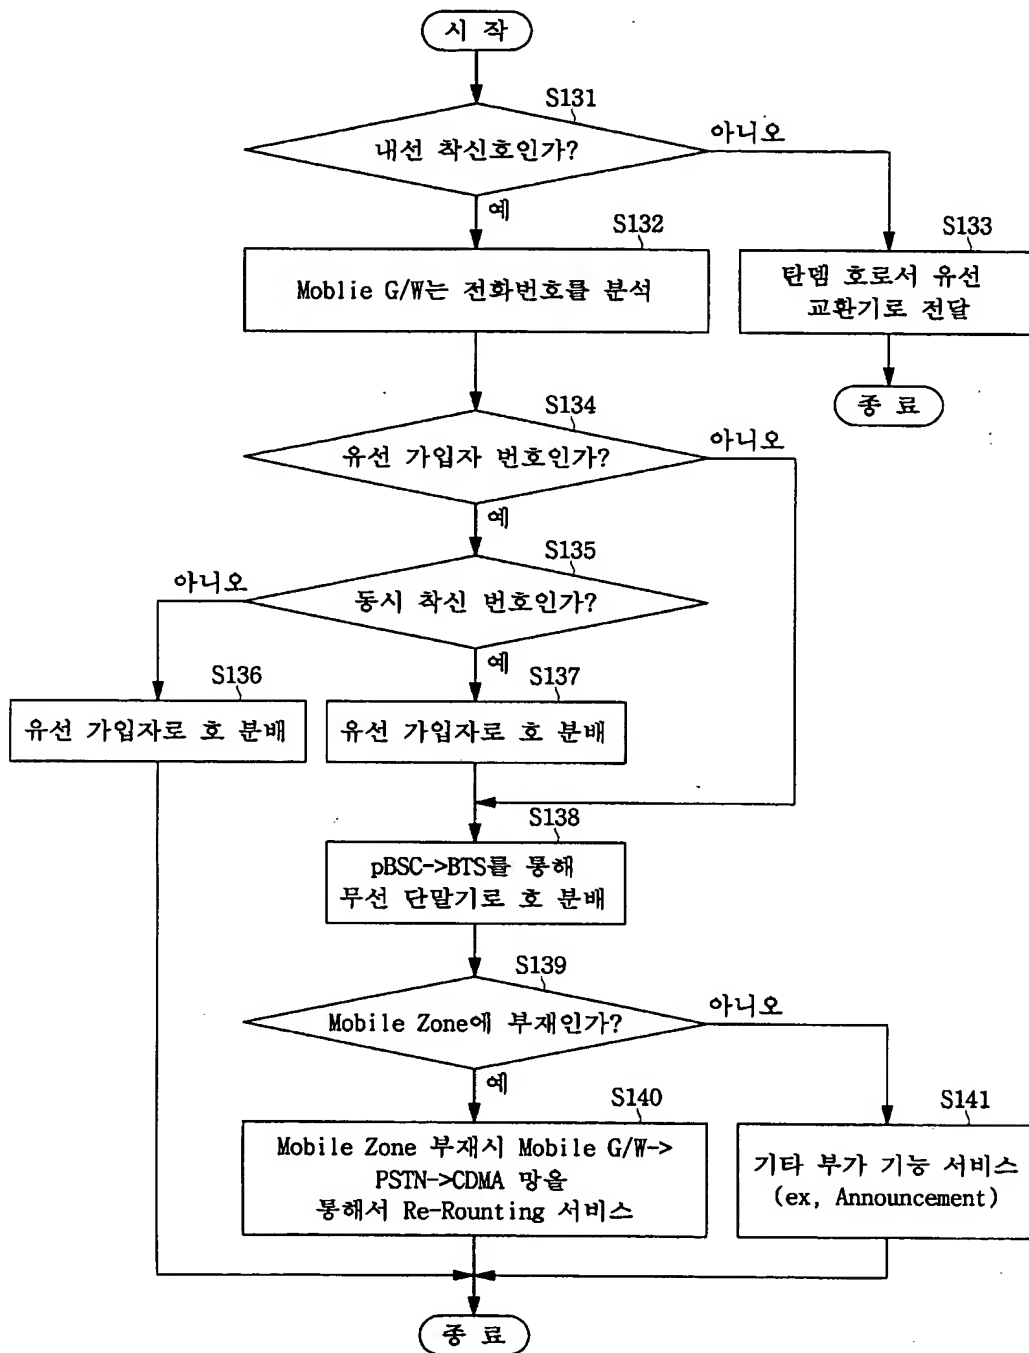 시 작
S131
내선 착신호인가?
아니오
예
S132
Moblie G/W는 전화번호를 분석
S133
탄뎀 호로서 유선
교환기로 전달
종 료
S134
유선 가입자 번호인가?
아니오
예
S135
동시 착신 번호인가?
아니오
예
S136
유선 가입자로 호 분배
S137
유선 가입자로 호 분배
S138
pBSC->BTS를 통해
무선 단말기로 호 분배
S139
Mobile Zone에 부재인가?
아니오
예
S140
Mobile Zone 부재시 Mobile G/W->
PSTN->CDMA 망을
통해서 Re-Rounting 서비스
S141
기타 부가 기능 서비스
(ex, Announcement)
종 료